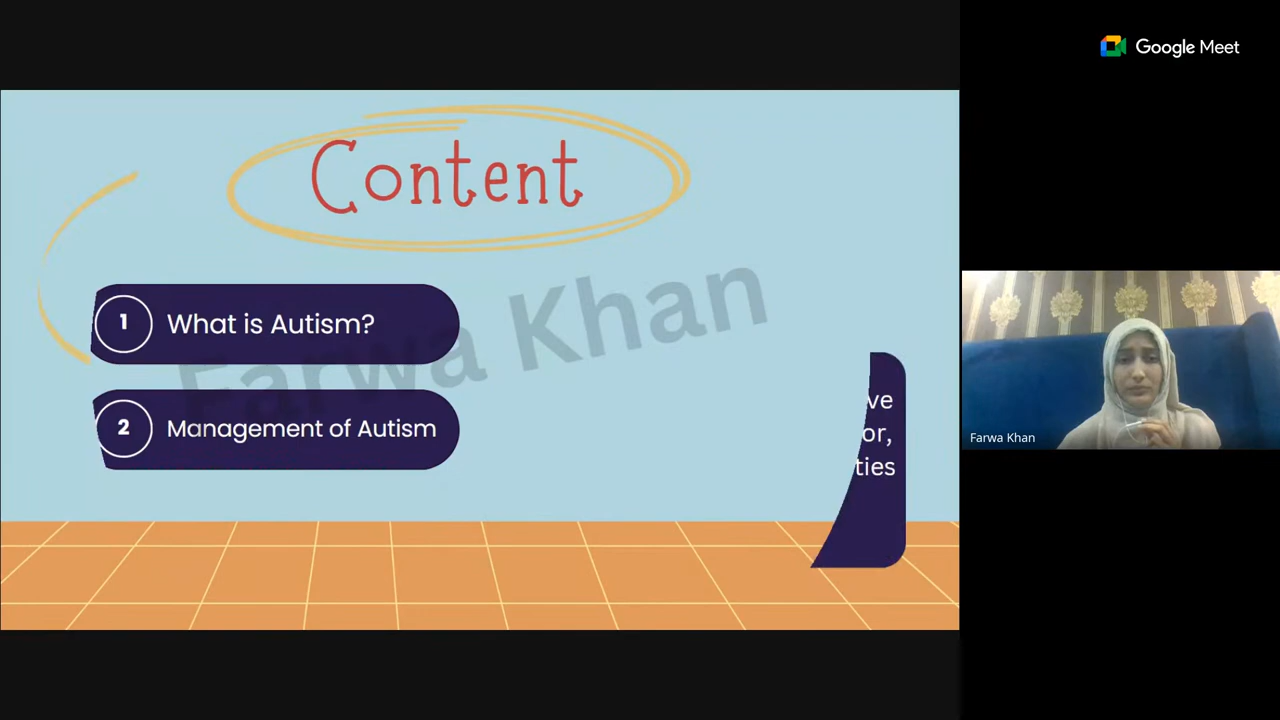 Google Meet
Content
1 What is Autism?
2 Management of Autism
Farwa Khan
ve
or,
ties
Farwa Khan